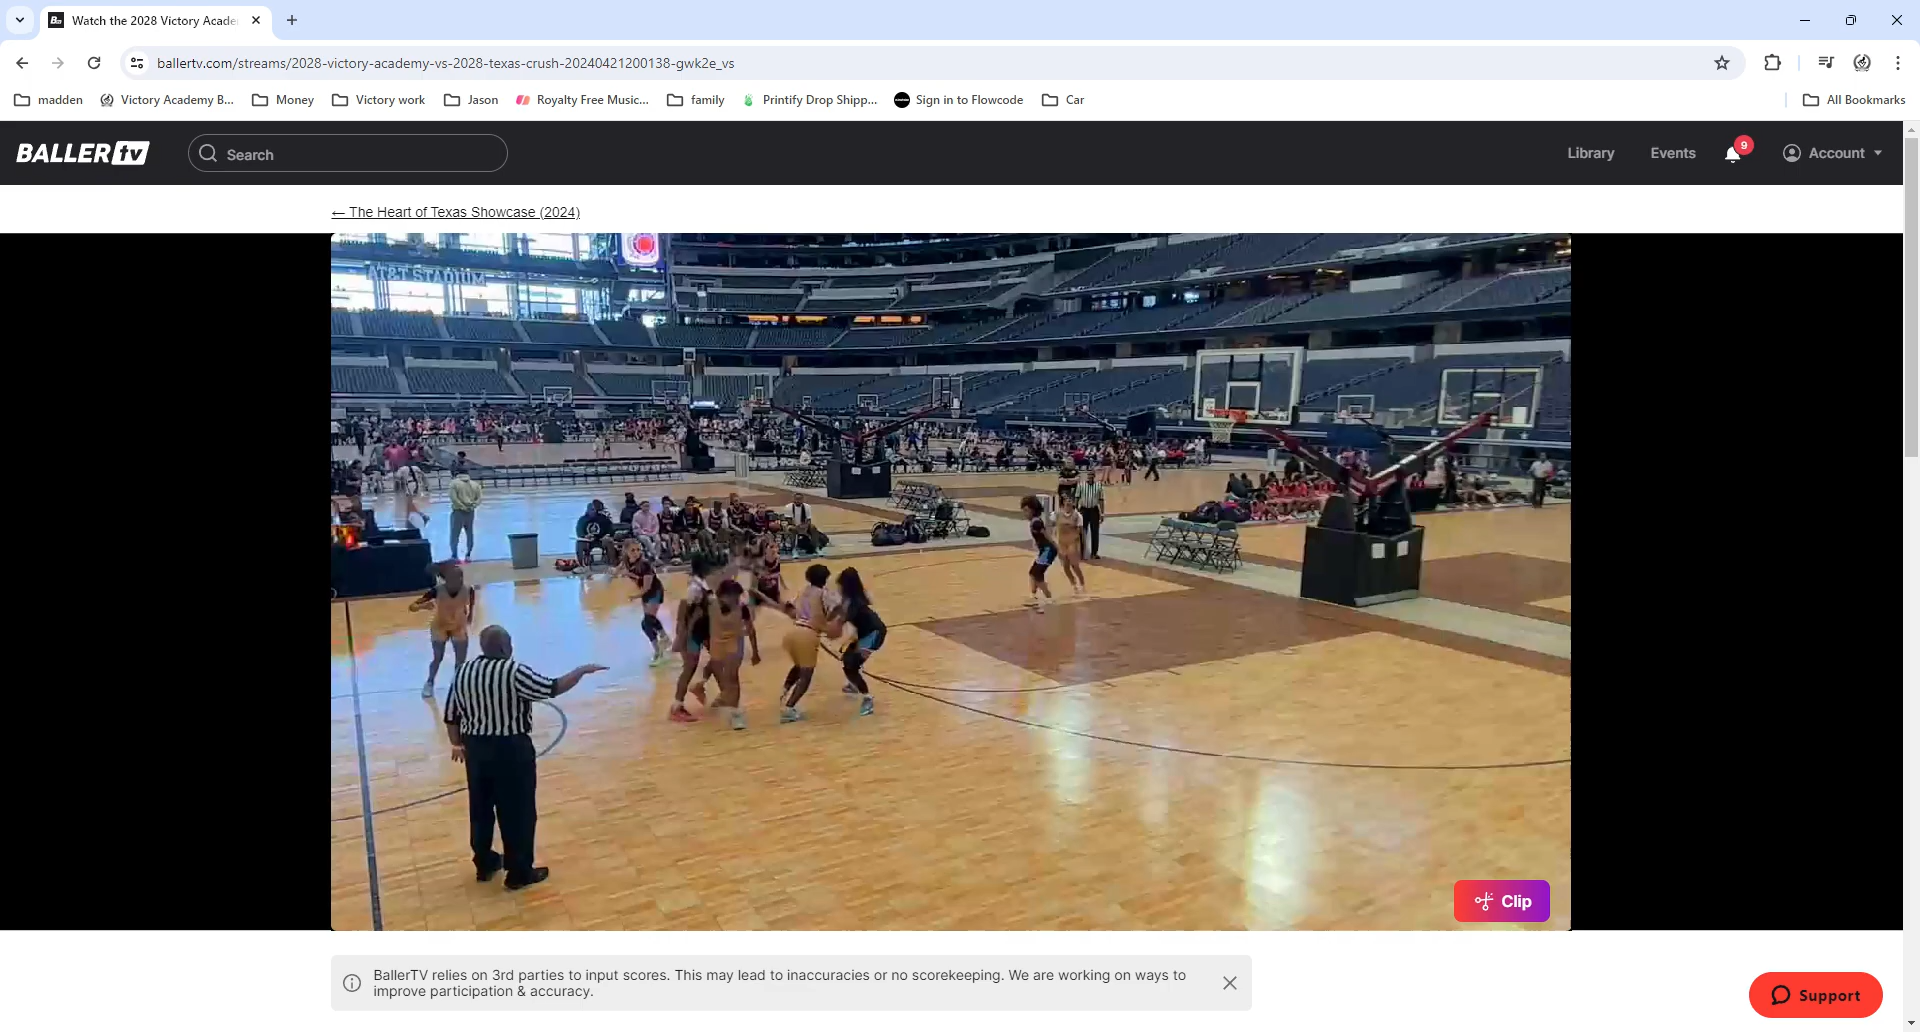 Watch the 2028 Victory Acade
ballertv.com/streams/2028-victory-academy-vs-2028-texas-crush-20240421200138-gwk2e_vs
madden
Victory Academy B...
Money
Victory work
Jason
Royalty Free Music...
family
Printify Drop Shipp...
Sign in to Flowcode
Car
All Bookmarks
BALLER tv
Search
Library
Events
9
Account
← The Heart of Texas Showcase (2024)
AT&T STADIUM
Clip
BallerTV relies on 3rd parties to input scores. This may lead to inaccuracies or no scorekeeping. We are working on ways to
improve participation & accuracy.
Support